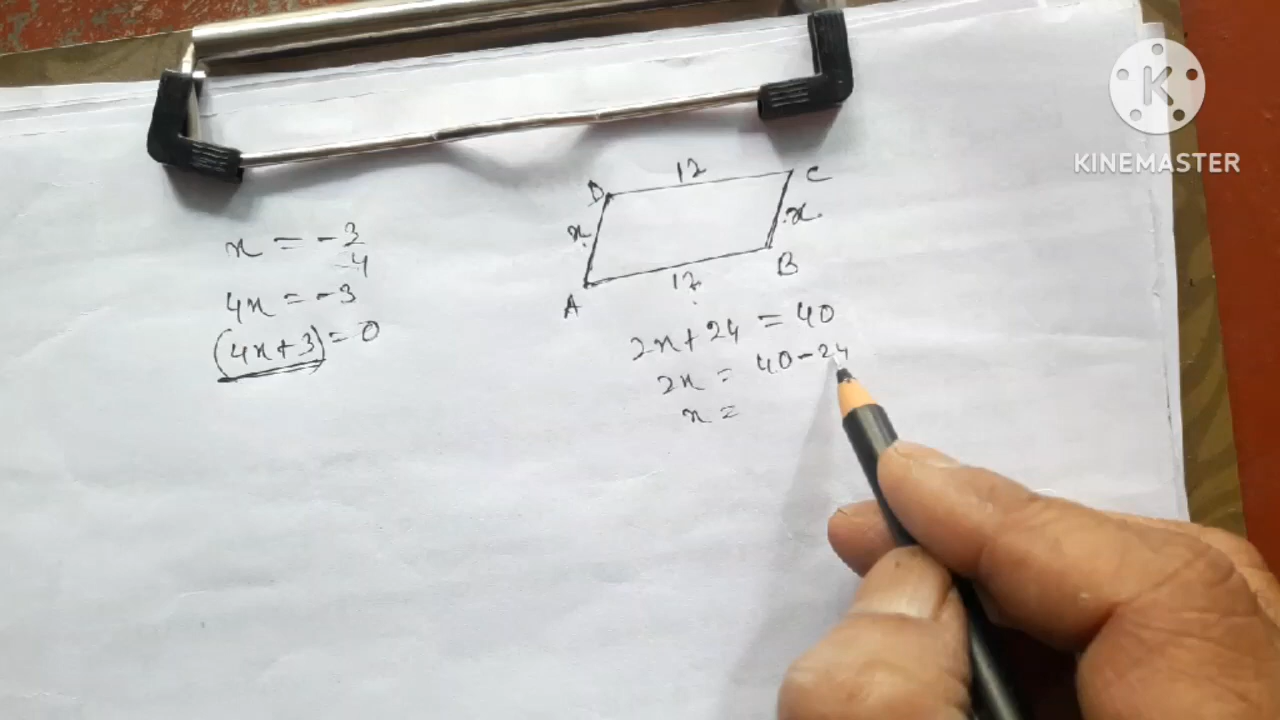 KINEMASTER
x = -3
4
4x = -3
(4x+3) = 0
D 12 C
x x
A 12 B
2x + 24 = 40
2x = 40 - 24
x =